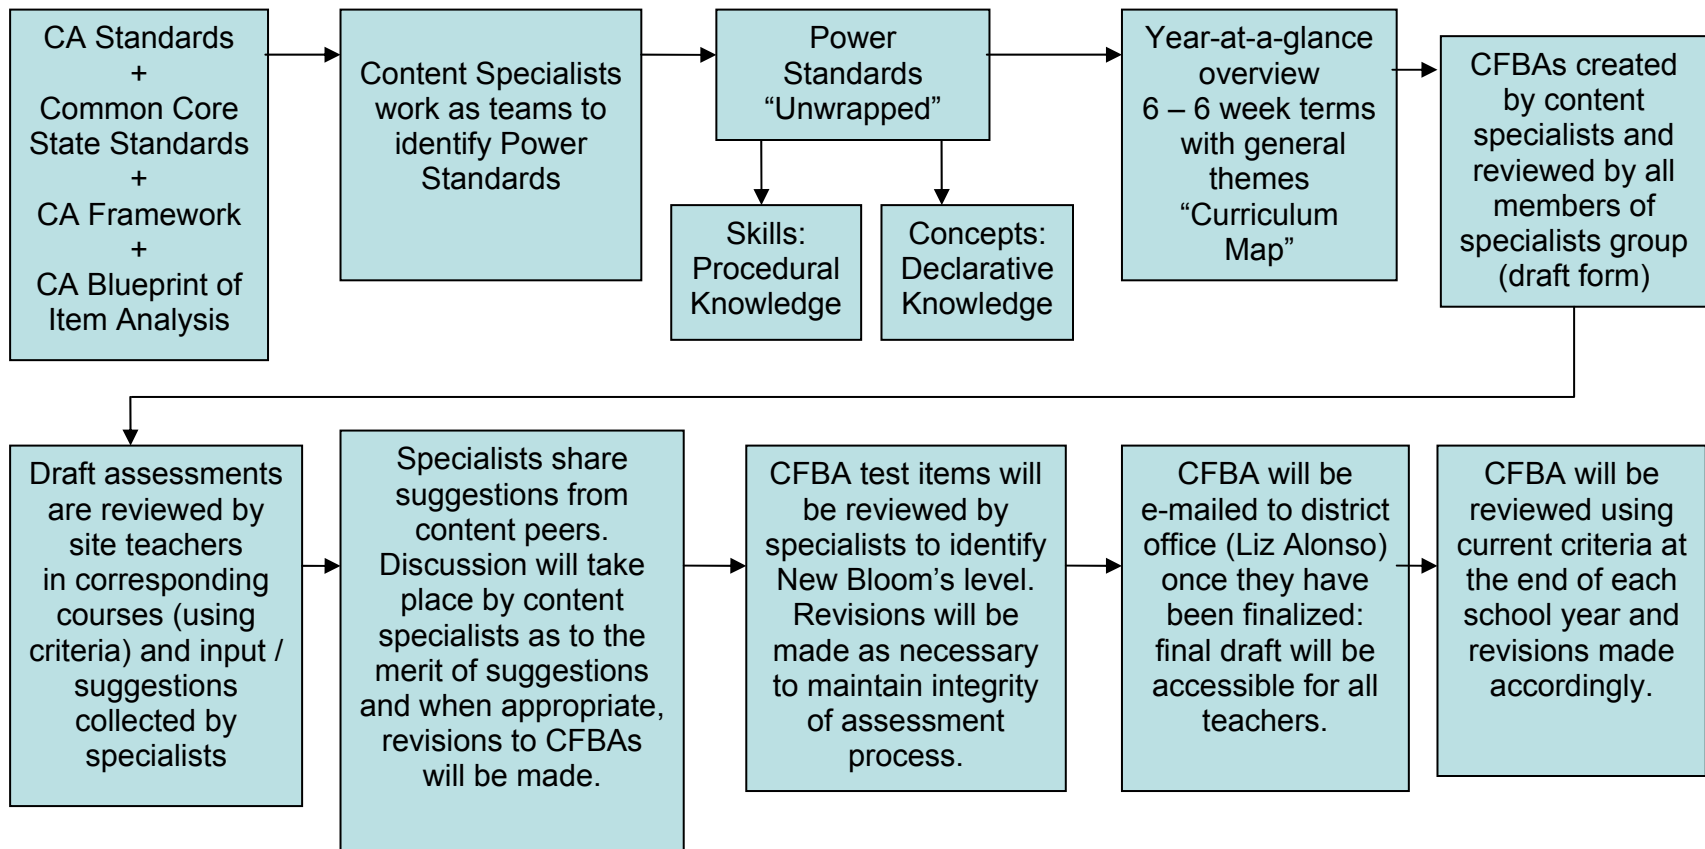 CA Standards
+
Common Core
State Standards
+
CA Framework
+
CA Blueprint of
Item Analysis
Content Specialists
work as teams to
identify Power
Standards
Power
Standards
“Unwrapped”
Skills:
Procedural
Knowledge
Concepts:
Declarative
Knowledge
Year-at-a-glance
overview
6 – 6 week terms
with general
themes
“Curriculum
Map”
CFBAs created
by content
specialists and
reviewed by all
members of
specialists group
(draft form)
Draft assessments
are reviewed by
site teachers
in corresponding
courses (using
criteria) and input /
suggestions
collected by
specialists
Specialists share
suggestions from
content peers.
Discussion will take
place by content
specialists as to the
merit of suggestions
and when appropriate,
revisions to CFBAs
will be made.
CFBA test items will
be reviewed by
specialists to identify
New Bloom’s level.
Revisions will be
made as necessary
to maintain integrity
of assessment
process.
CFBA will be
e-mailed to district
office (Liz Alonso)
once they have
been finalized:
final draft will be
accessible for all
teachers.
CFBA will be
reviewed using
current criteria at
the end of each
school year and
revisions made
accordingly.